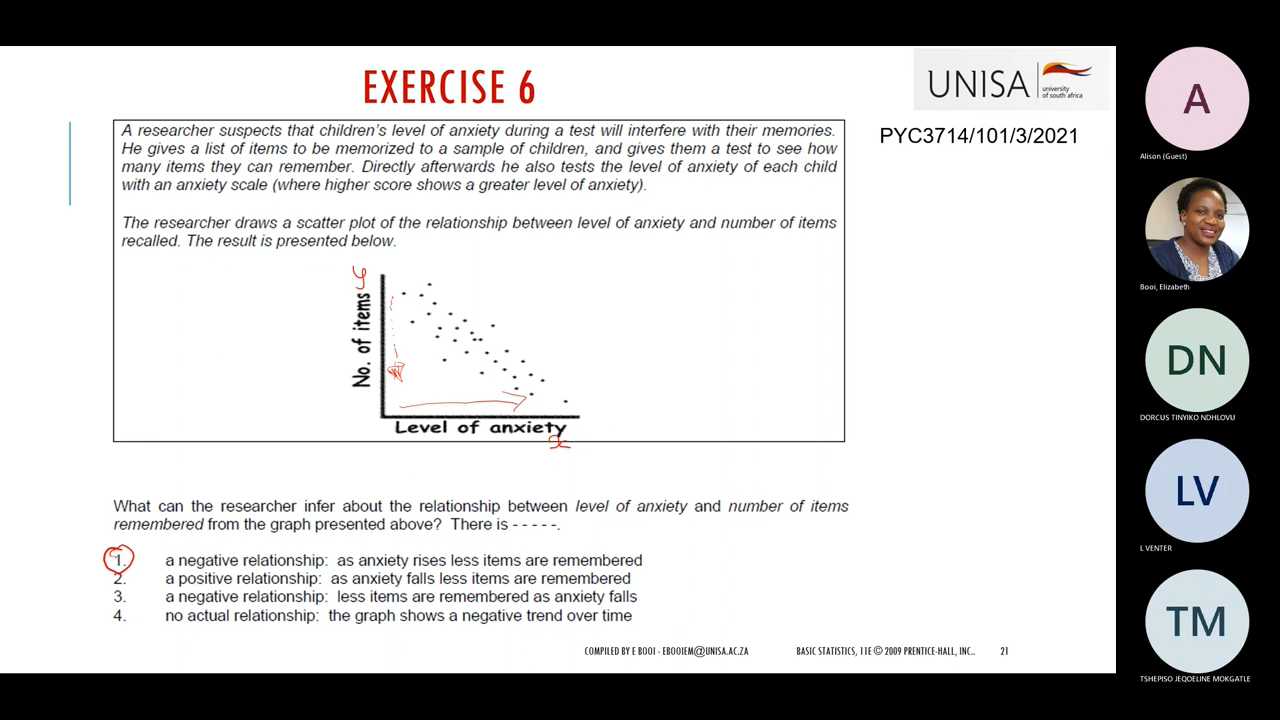 EXERCISE 6
UNISA
university
of south africa
PYC3714/101/3/2021
A researcher suspects that children's level of anxiety during a test will interfere with their memories.
He gives a list of items to be memorized to a sample of children, and gives them a test to see how
many items they can remember. Directly afterwards he also tests the level of anxiety of each child
with an anxiety scale (where higher score shows a greater level of anxiety).
The researcher draws a scatter plot of the relationship between level of anxiety and number of items
recalled. The result is presented below.
y
No. of items
Level of anxiety
x
What can the researcher infer about the relationship between level of anxiety and number of items
remembered from the graph presented above? There is - - - - -.
1. a negative relationship: as anxiety rises less items are remembered
2. a positive relationship: as anxiety falls less items are remembered
3. a negative relationship: less items are remembered as anxiety falls
4. no actual relationship: the graph shows a negative trend over time
COMPILED BY E BOOI - EBOOIEM@UNISA.AC.ZA
BASIC STATISTICS, 11E © 2009 PRENTICE-HALL, INC..
21
A
Alison (Guest)
Booi, Elizabeth
DN
DORCUS TINYIKO NDHLOVU
LV
L VENTER
TM
TSHEPISO JEQOELINE MOKGATLE